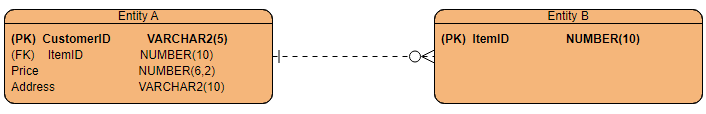 Entity A
(PK) CustomerID VARCHAR2(5)
(FK) ItemID NUMBER(10)
Price NUMBER(6,2)
Address VARCHAR2(10)
Entity B
(PK) ItemID NUMBER(10)